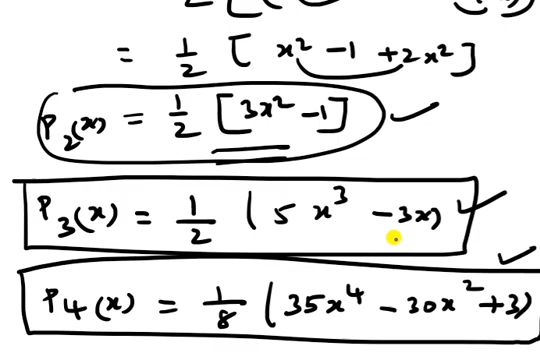 = 1/2 [ x² - 1 + 2x² ]
P₂(x) = 1/2 [3x² - 1]
P₃(x) = 1/2 ( 5x³ - 3x)
P₄(x) = 1/8 ( 35x⁴ - 30x² + 3)